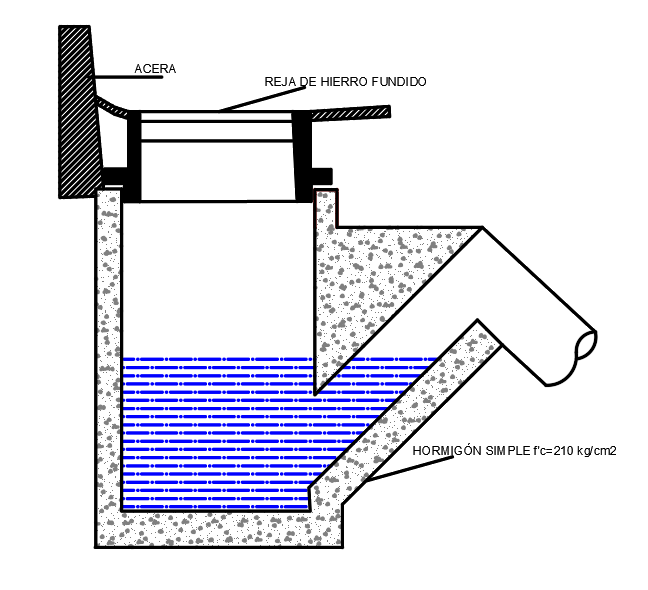 ACERA
REJA DE HIERRO FUNDIDO
HORMIGÓN SIMPLE f'c=210 kg/cm2